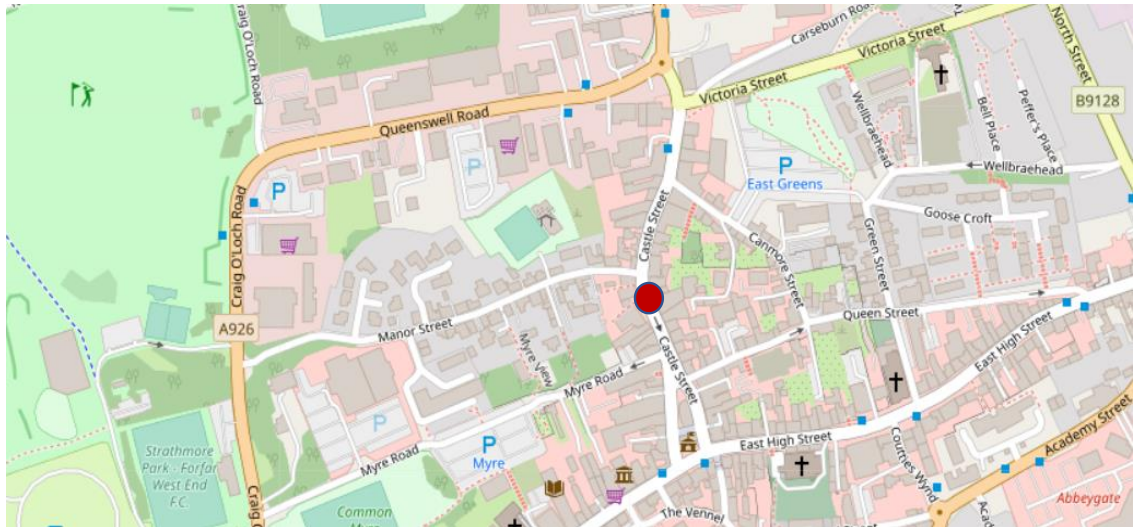 Craig O'Loch Road
Carseburn Road
Victoria Street
North Street
B9128
Victoria Street
Queenswell Road
P
Wellbraehead
Bell Place
Peffer's Place
P
East Greens
Wellbraehead
P
Castle Street
Goose Croft
Canmore Street
Green Street
Craig O'Loch Road
A926
Manor Street
Queen Street
Castle Street
East High Street
Myre View
Myre Road
P
P
Myre
East High Street
Academy Street
Strathmore
Park - Forfar
West End
F.C.
Myre Road
Coutties Wynd
Common
The Vennel
Abbeygate